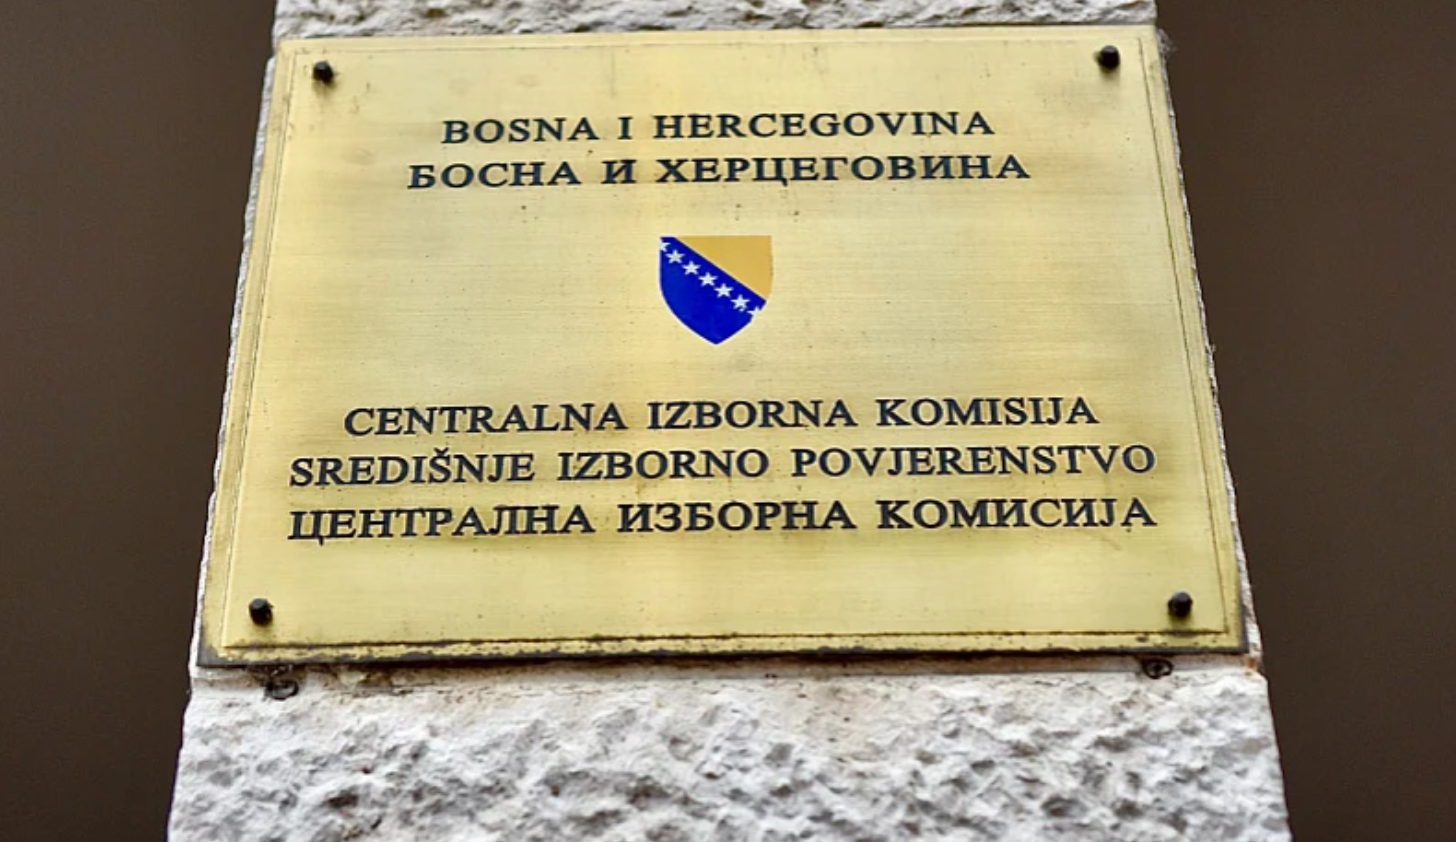 BOSNA I HERCEGOVINA
БОСНА И ХЕРЦЕГОВИНА
CENTRALNA IZBORNA KOMISIJA
SREDIŠNJE IZBORNO POVJERENSTVO
ЦЕНТРАЛНА ИЗБОРНА КОМИСИЈА